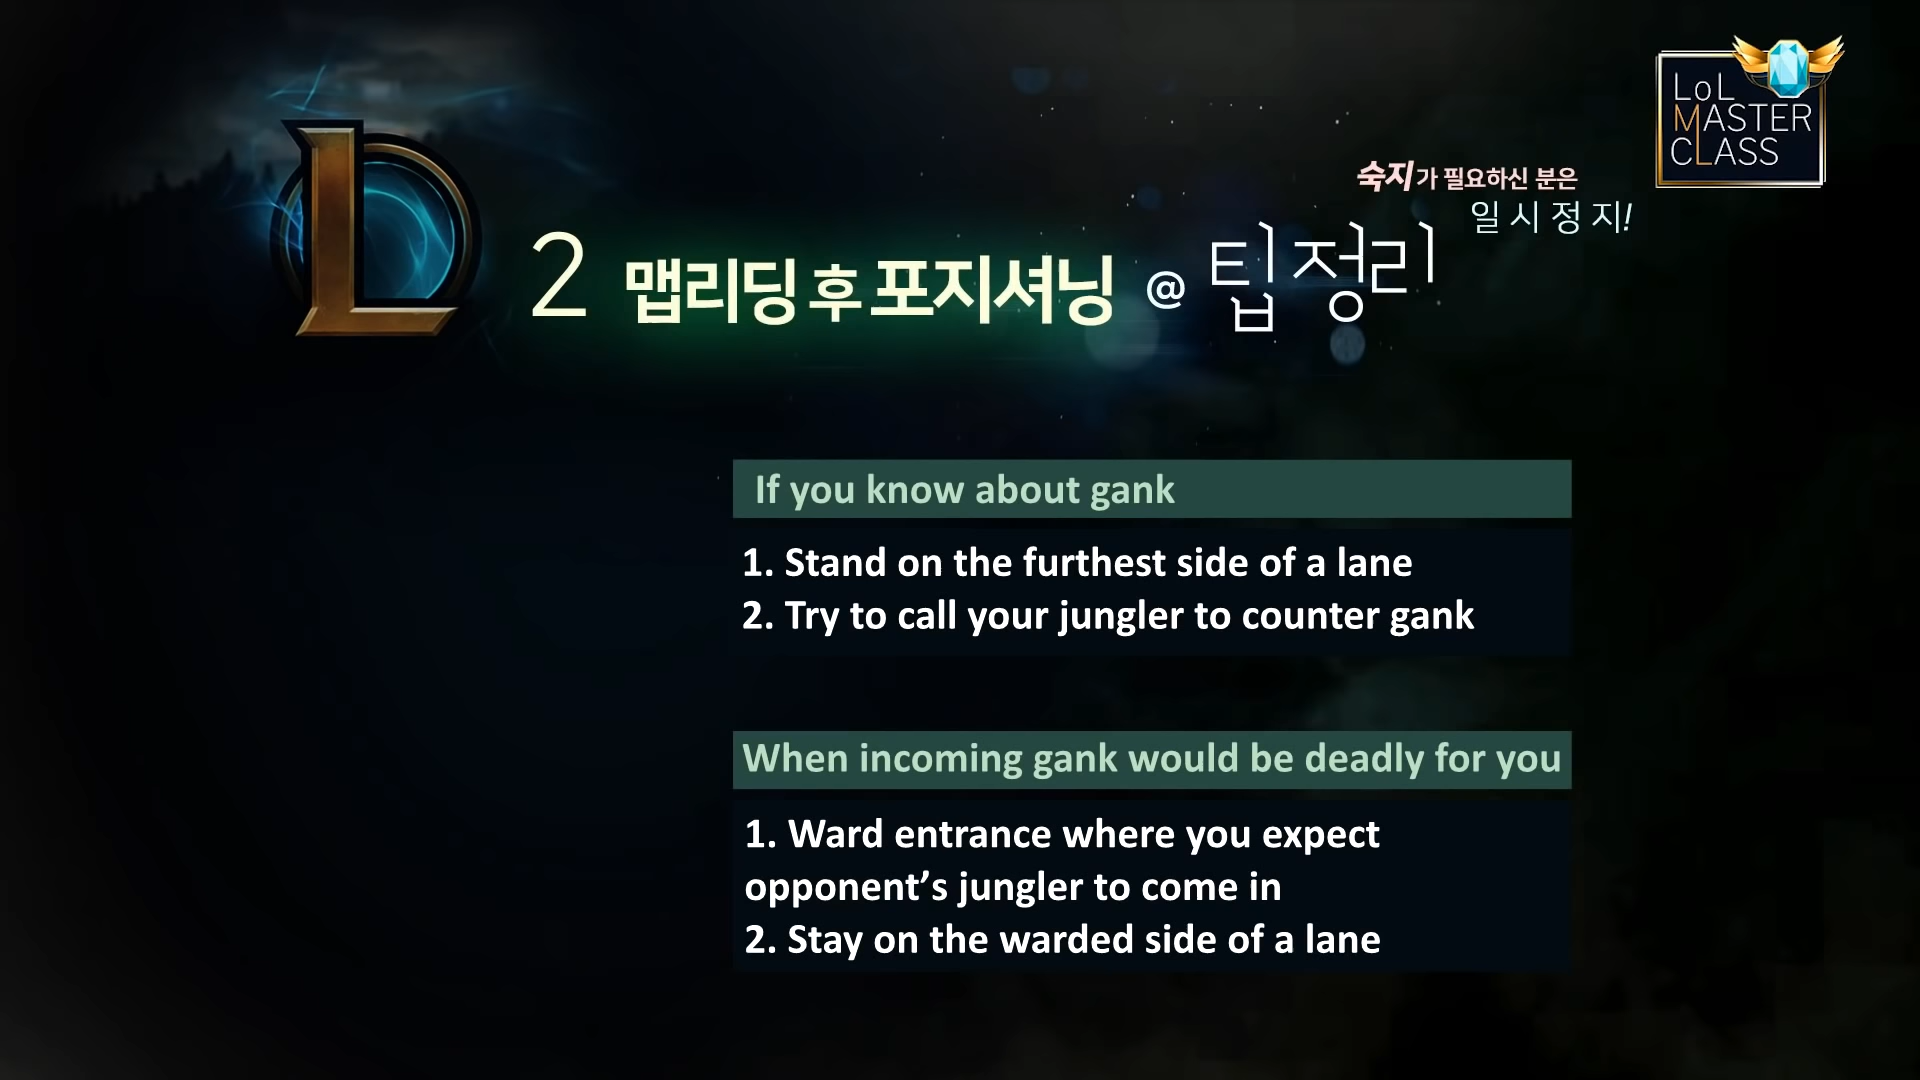 LoL
MASTER
CLASS
숙지가 필요하신 분은
일시정지!
2 맵리딩 후 포지셔닝 @ 팁정리
If you know about gank
1. Stand on the furthest side of a lane
2. Try to call your jungler to counter gank
When incoming gank would be deadly for you
1. Ward entrance where you expect
opponent’s jungler to come in
2. Stay on the warded side of a lane